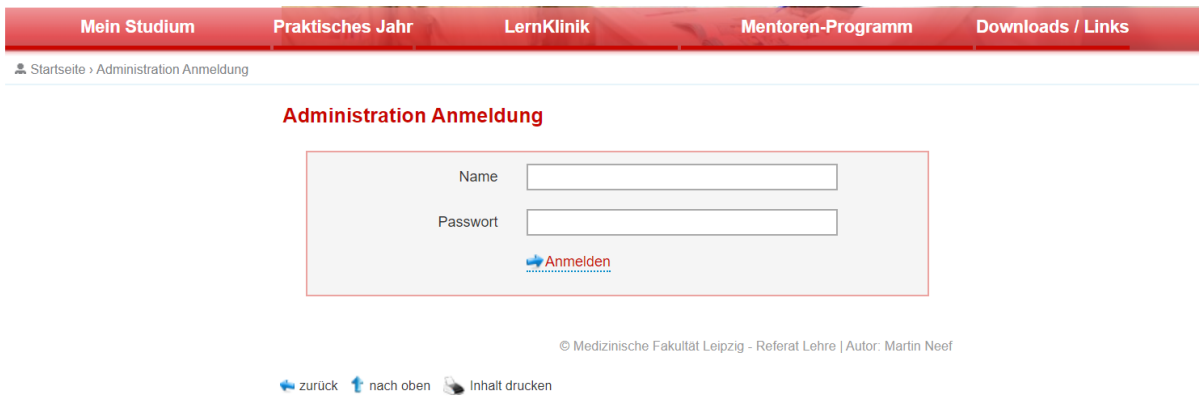 Mein Studium Praktisches Jahr LernKlinik Mentoren-Programm Downloads / Links
Startseite › Administration Anmeldung
Administration Anmeldung
Name
Passwort
Anmelden
© Medizinische Fakultät Leipzig - Referat Lehre | Autor: Martin Neef
zurück nach oben Inhalt drucken